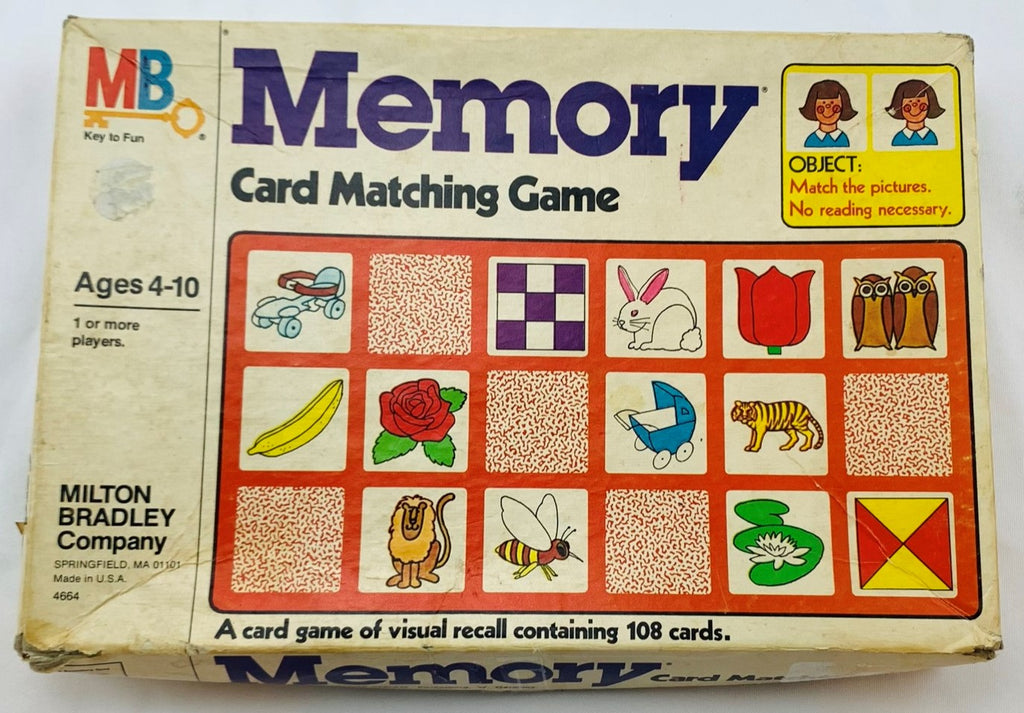 MB
Key to Fun
Memory
Card Matching Game
OBJECT:
Match the pictures.
No reading necessary.
Ages 4-10
1 or more
players.
MILTON
BRADLEY
Company
SPRINGFIELD, MA 01101
Made in U.S.A.
4664
A card game of visual recall containing 108 cards.
Memory